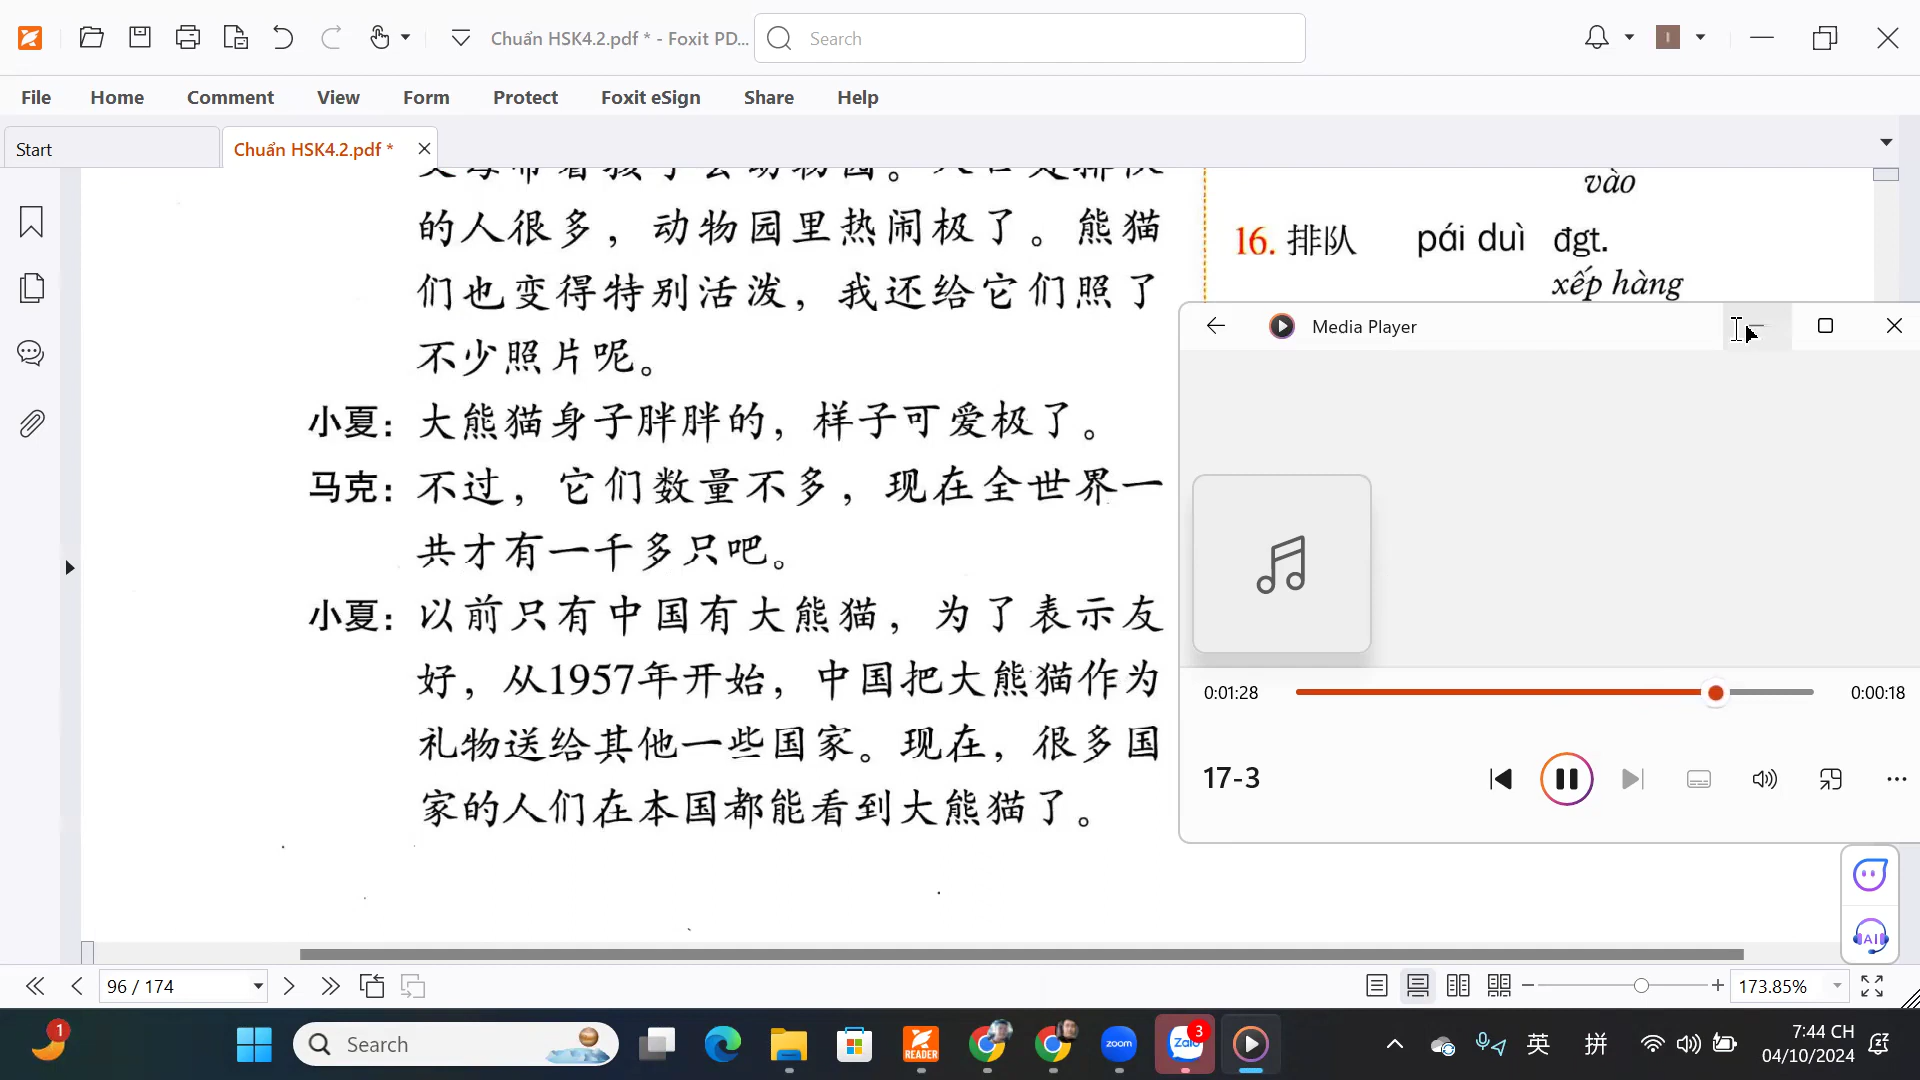 Chuẩn HSK4.2.pdf * - Foxit PD...
Search
File Home Comment View Form Protect Foxit eSign Share Help
Start
Chuẩn HSK4.2.pdf *
的人很多，动物园里热闹极了。熊猫
们也变得特别活泼，我还给它们照了
不少照片呢。
小夏：大熊猫身子胖胖的，样子可爱极了。
马克：不过，它们数量不多，现在全世界一
共才有一千多只吧。
小夏：以前只有中国有大熊猫，为了表示友
好，从1957年开始，中国把大熊猫作为
礼物送给其他一些国家。现在，很多国
家的人们在本国都能看到大熊猫了。
vào
16. 排队 pái duì đgt.
xếp hàng
Media Player
0:01:28
0:00:18
17-3
AI
96 / 174
173.85%
1
Search
READER
zoom
Zalo
3
英
拼
7:44 CH
04/10/2024